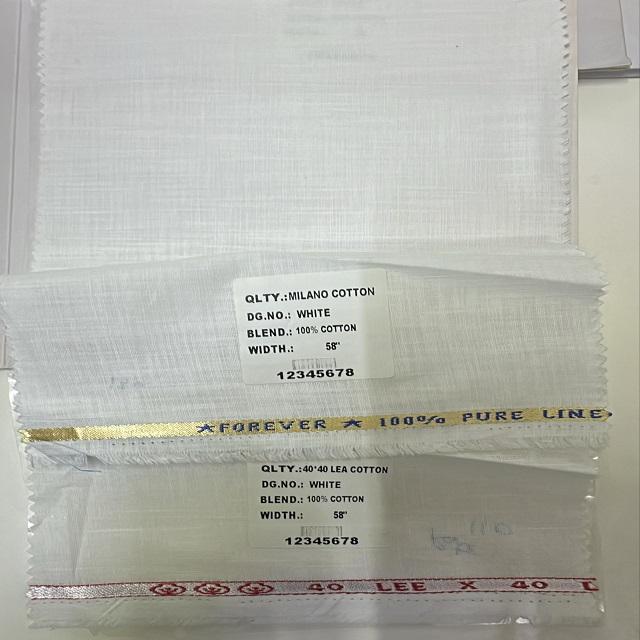 QLTY.:MILANO COTTON
DG.NO.: WHITE
BLEND.: 100% COTTON
WIDTH.: 58"
12345678
★FOREVER ★ 100% PURE LINE
QLTY.:40*40 LEA COTTON
DG.NO.: WHITE
BLEND.: 100% COTTON
WIDTH.: 58"
12345678
40 LEE X 40 L